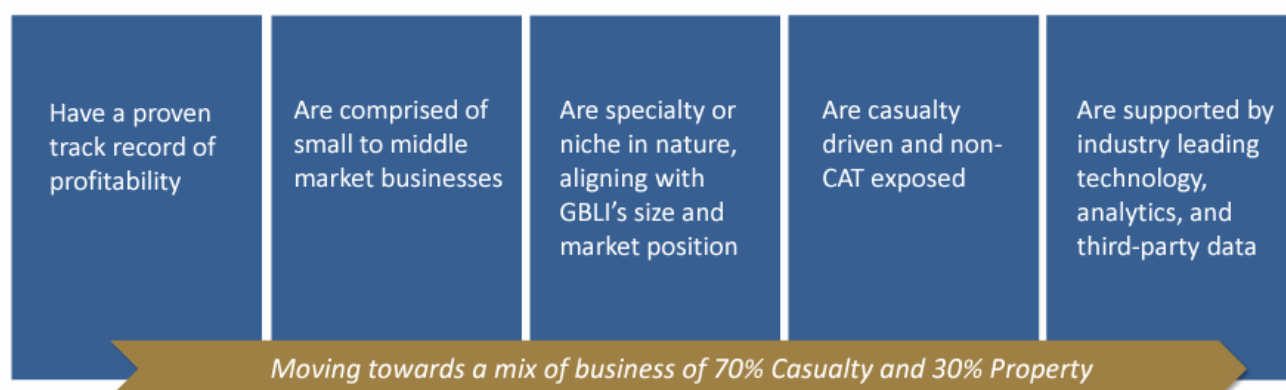 Have a proven
track record of
profitability
Are comprised of
small to middle
market businesses
Are specialty or
niche in nature,
aligning with
GBLI’s size and
market position
Are casualty
driven and non-
CAT exposed
Are supported by
industry leading
technology,
analytics, and
third-party data
Moving towards a mix of business of 70% Casualty and 30% Property